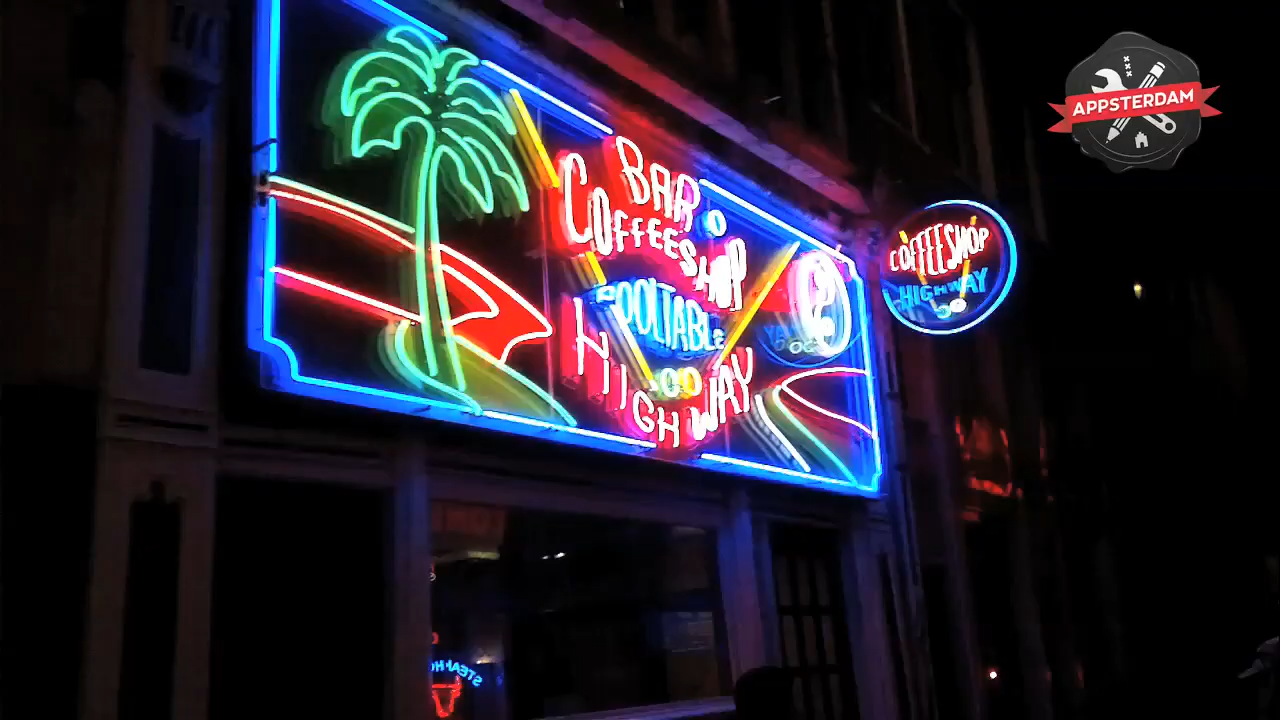 BAR
COFFEESHOP
POOLTABLE
HIGHWAY
COFFEESHOP
HIGHWAY
APPSTERDAM